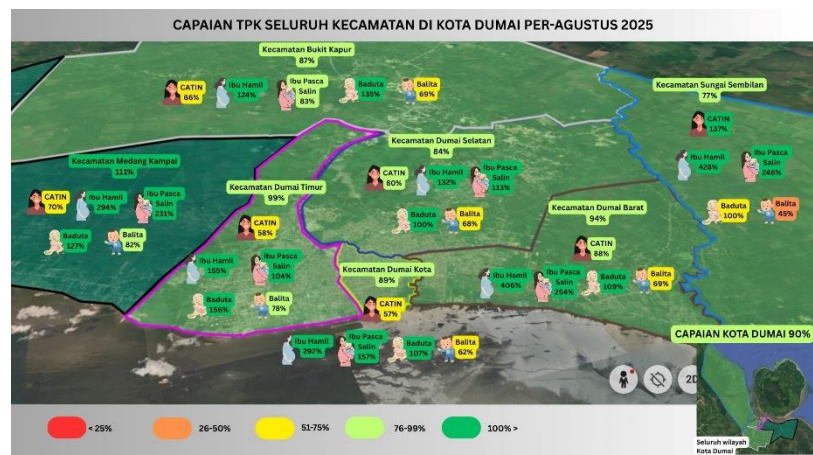 CAPAIAN TPK SELURUH KECAMATAN DI KOTA DUMAI PER-AGUSTUS 2025
Kecamatan Bukit Kapur
87%
CATIN
66%
Ibu Hamil
124%
Ibu Pasca
Salin
83%
Baduta
135%
Balita
69%
Kecamatan Sungai Sembilan
77%
CATIN
137%
Ibu Hamil
428%
Ibu Pasca
Salin
246%
Baduta
100%
Balita
45%
Kecamatan Medang Kampai
111%
CATIN
70%
Ibu Hamil
294%
Ibu Pasca
Salin
231%
Baduta
127%
Balita
82%
Kecamatan Dumai Selatan
84%
CATIN
80%
Ibu Hamil
132%
Ibu Pasca
Salin
113%
Baduta
100%
Balita
68%
Kecamatan Dumai Timur
99%
CATIN
58%
Ibu Hamil
155%
Ibu Pasca
Salin
104%
Baduta
156%
Balita
78%
Kecamatan Dumai Barat
94%
CATIN
88%
Ibu Hamil
406%
Ibu Pasca
Salin
254%
Baduta
109%
Balita
69%
Kecamatan Dumai Kota
89%
CATIN
57%
Ibu Hamil
292%
Ibu Pasca
Salin
157%
Baduta
107%
Balita
62%
CAPAIAN KOTA DUMAI 90%
2D
Seluruh wilayah
Kota Dumai
< 25%
26-50%
51-75%
76-99%
100% >